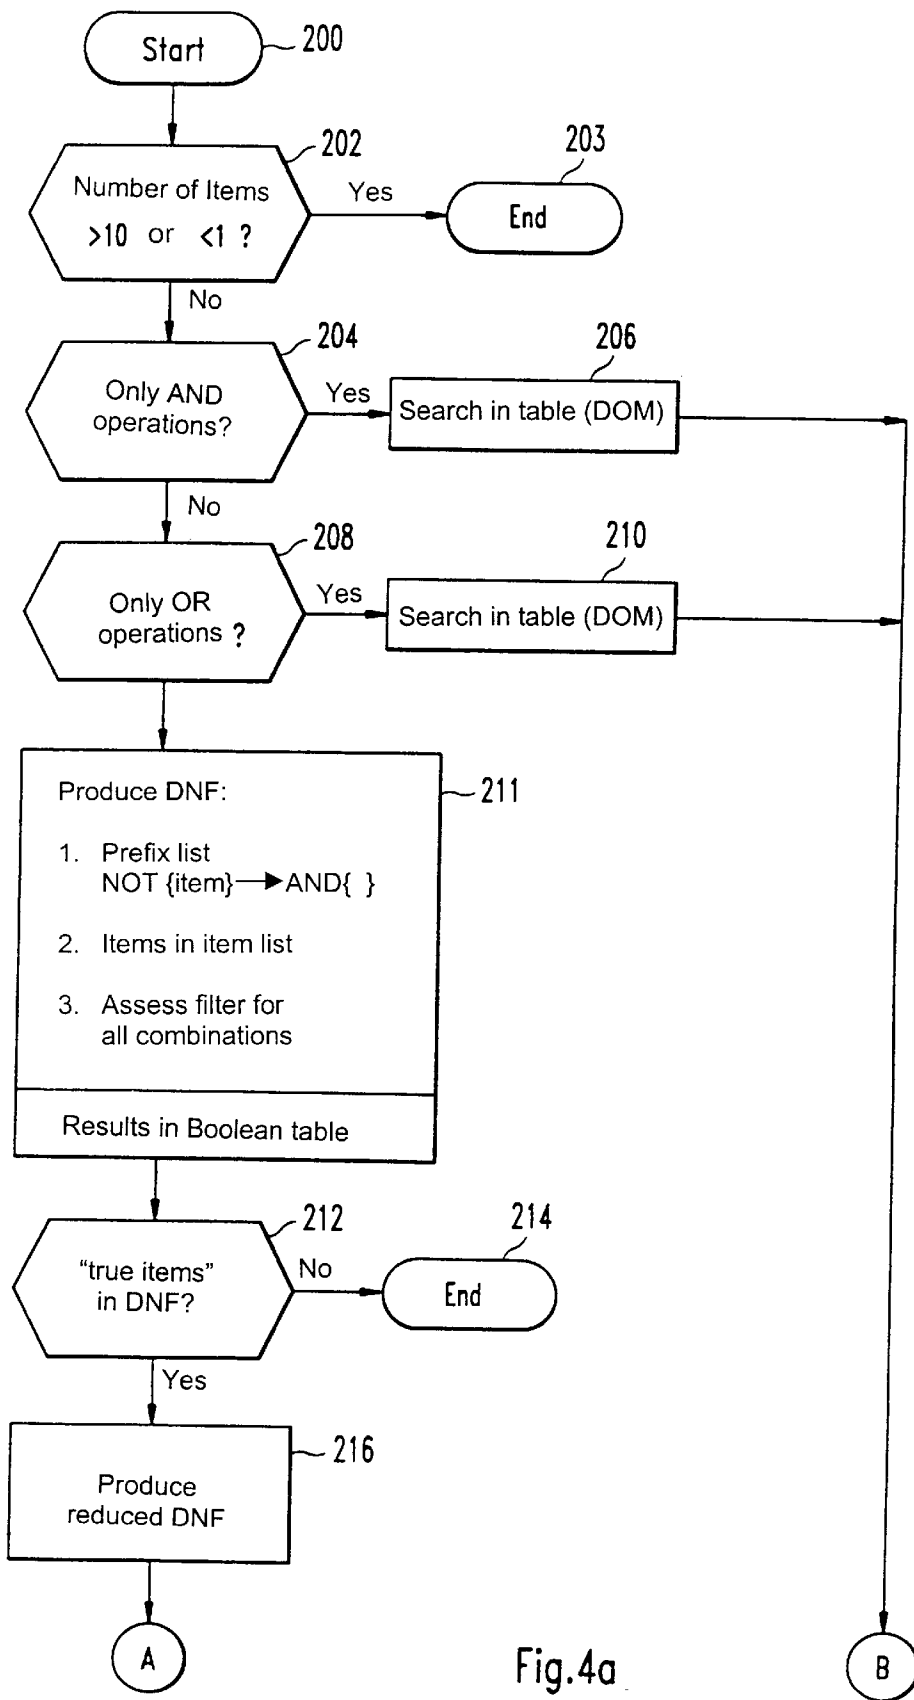 Start
200
202
Number of Items
>10 or <1 ?
Yes
203
End
No
204
Only AND
operations?
Yes
206
Search in table (DOM)
No
208
Only OR
operations ?
Yes
210
Search in table (DOM)
211
Produce DNF:
1. Prefix list
NOT {item}→AND{ }
2. Items in item list
3. Assess filter for
all combinations
Results in Boolean table
212
"true items"
in DNF?
No
214
End
Yes
216
Produce
reduced DNF
A
Fig.4a
B